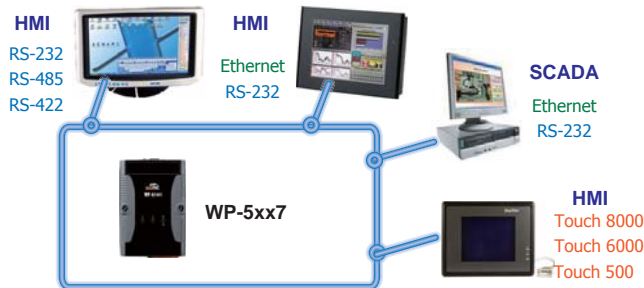 HMI
RS-232
RS-485
RS-422
HMI
Ethernet
RS-232
SCADA
Ethernet
RS-232
WP-5xx7
HMI
Touch 8000
Touch 6000
Touch 500